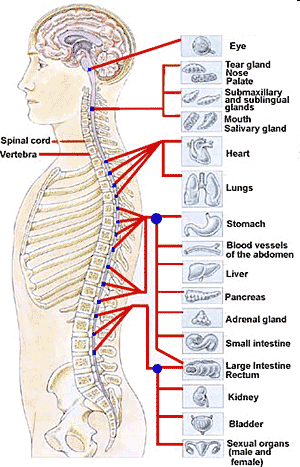 Eye
Tear gland
Nose
Palate
Submaxillary
and sublingual
glands
Mouth
Salivary gland
Spinal cord
Vertebra
Heart
Lungs
Stomach
Blood vessels
of the abdomen
Liver
Pancreas
Adrenal gland
Small intestine
Large Intestine
Rectum
Kidney
Bladder
Sexual organs
(male and
female)